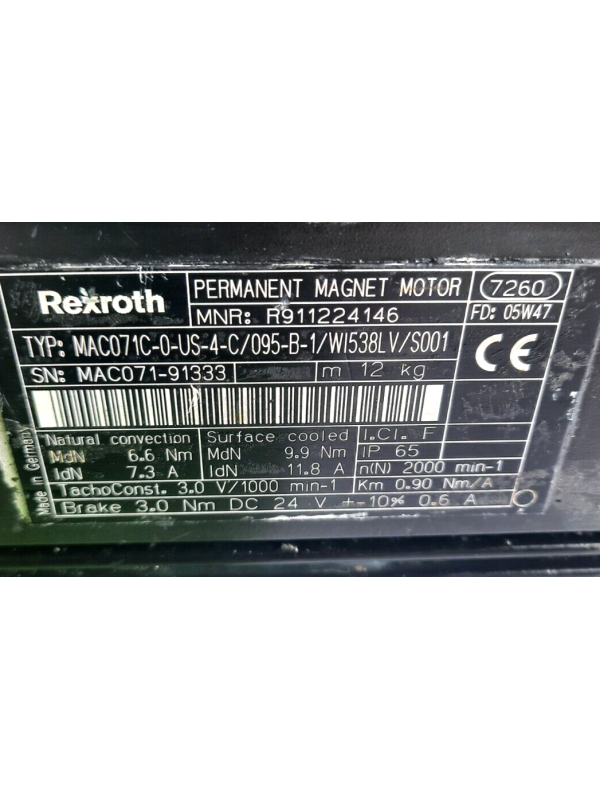 Rexroth
PERMANENT MAGNET MOTOR
7260
MNR: R911224146
FD: 05W47
TYP: MAC071C-0-US-4-C/095-B-1/WI538LV/S001
CE
SN: MAC071-91333
m 12 kg
Made in Germany
Natural convection
MdN 6.6 Nm
IdN 7.3 A
Surface cooled
MdN 9.9 Nm
IdN 11.8 A
I.Cl. F
IP 65
n(N) 2000 min-1
TachoConst. 3.0 V/1000 min-1
Km 0.90 Nm/A
Brake 3.0 Nm DC 24 V +-10% 0.6 A